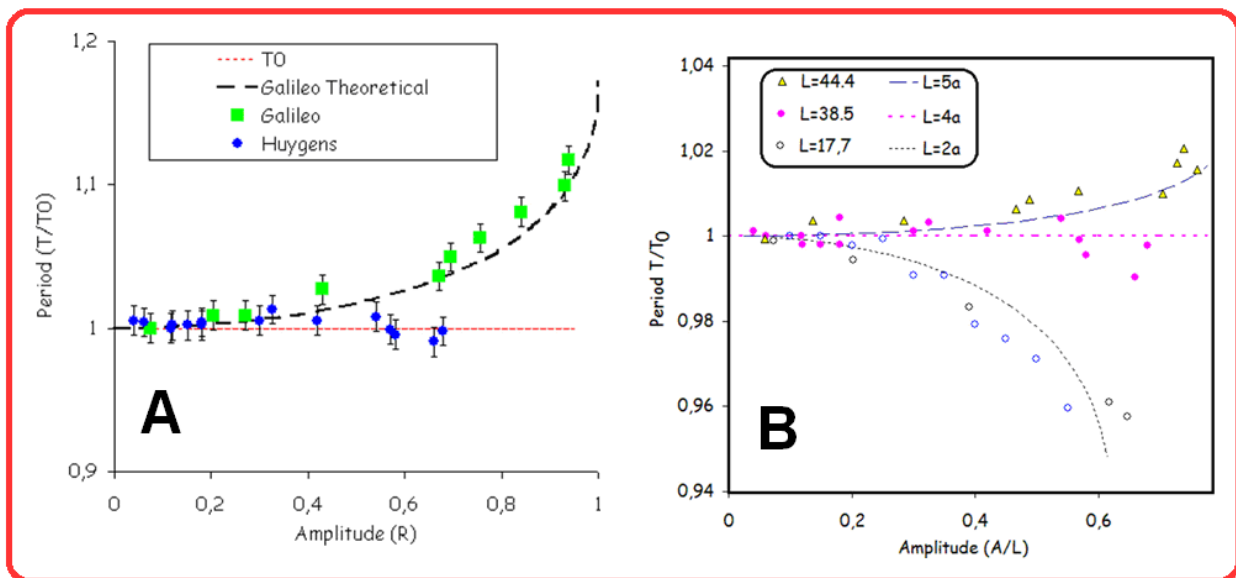 1,2
1,1
1
0,9
Period (T/TO)
TO
Galileo Theoretical
Galileo
Huygens
A
0
0,2
0,4
0,6
0,8
1
Amplitude (R)
1,04
1,02
1
0,98
0,96
0,94
Period T/T0
L=44.4
L=5a
L=38.5
L=4a
L=17,7
L=2a
B
0
0,2
0,4
0,6
Amplitude (A/L)